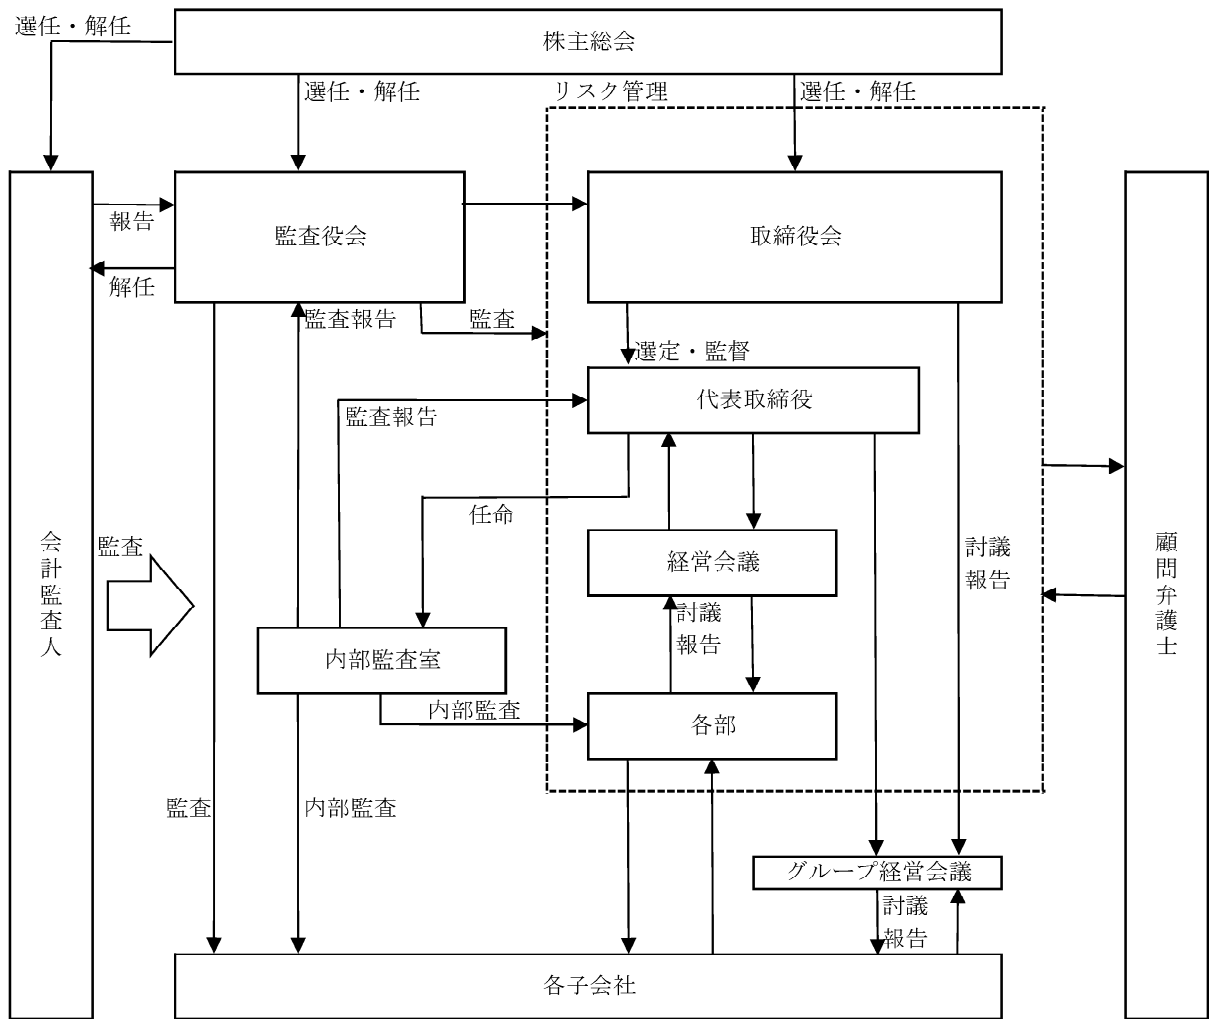 選任・解任
株主総会
選任・解任
リスク管理
選任・解任
報告
監査役会
取締役会
解任
監査報告
監査
選定・監督
代表取締役
監査報告
任命
会計監査人
監査
経営会議
討議
報告
顧問弁護士
討議
報告
内部監査室
内部監査
各部
監査
内部監査
グループ経営会議
討議
報告
各子会社